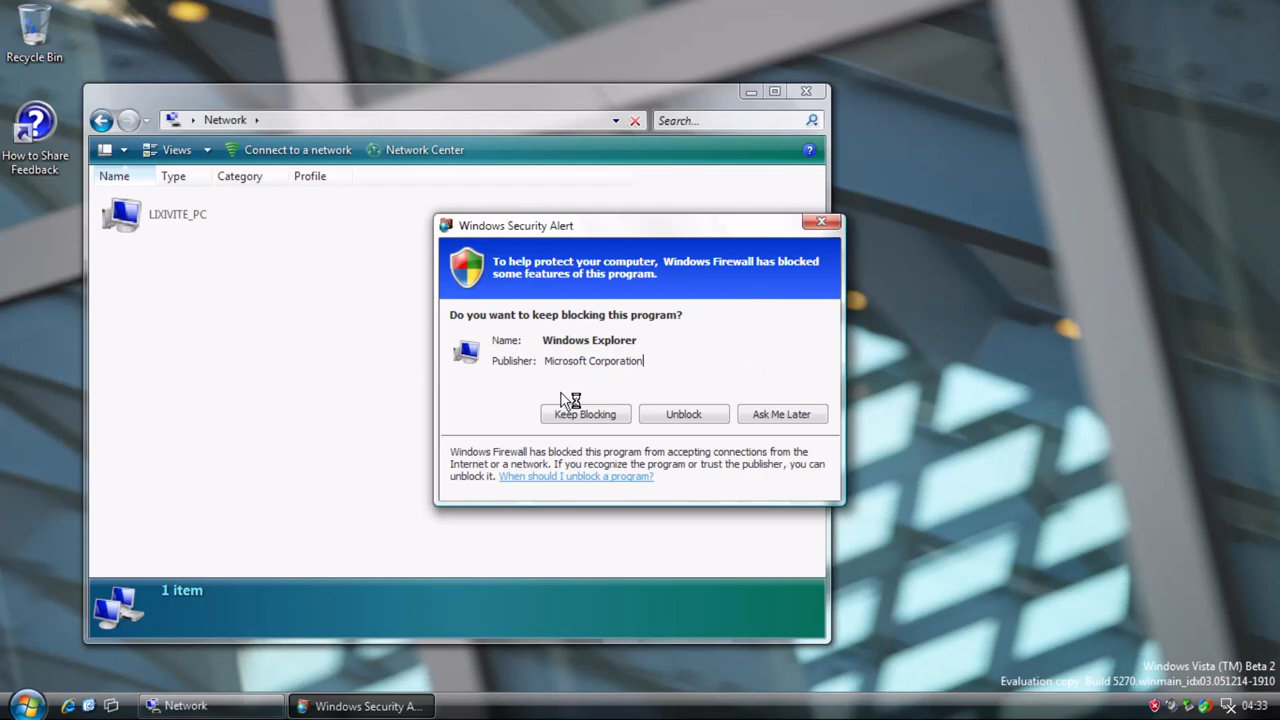 Recycle Bin
How to Share
Feedback
Network
Search...
Views
Connect to a network
Network Center
Name
Type
Category
Profile
LIXIVITE_PC
Windows Security Alert
To help protect your computer, Windows Firewall has blocked
some features of this program.
Do you want to keep blocking this program?
Name: Windows Explorer
Publisher: Microsoft Corporation
Keep Blocking
Unblock
Ask Me Later
Windows Firewall has blocked this program from accepting connections from the
Internet or a network. If you recognize the program or trust the publisher, you can
unblock it. When should I unblock a program?
1 item
Windows Vista (TM) Beta 2
Evaluation copy. Build 5270.winmain_idx03.051214-1910
Network
Windows Security A...
04:33